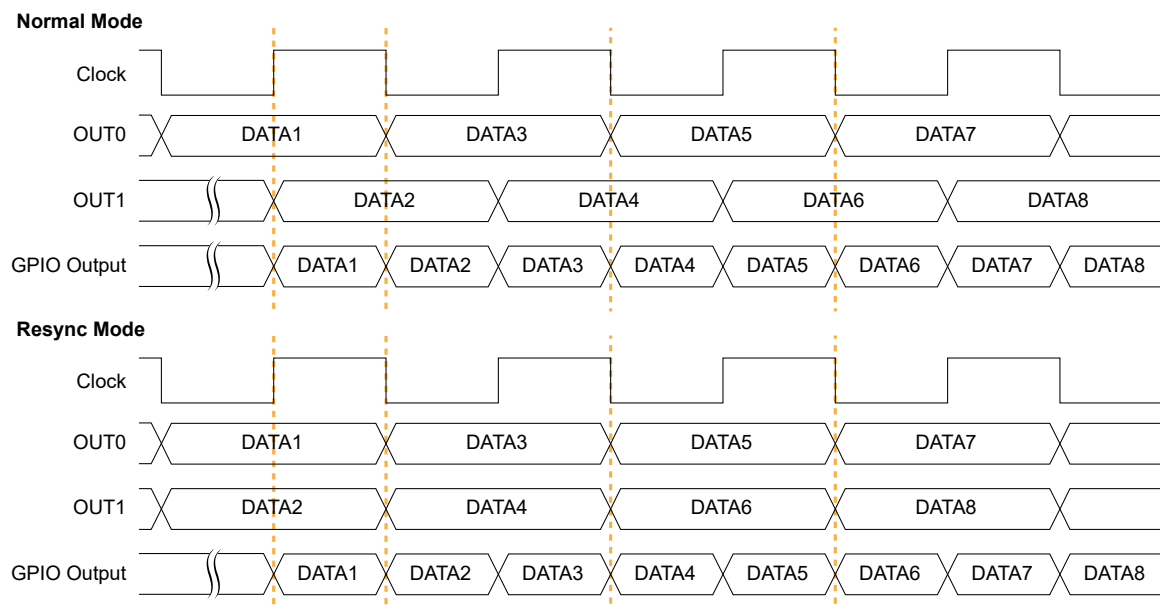 Normal Mode
Clock
OUT0 DATA1 DATA3 DATA5 DATA7
OUT1 DATA2 DATA4 DATA6 DATA8
GPIO Output DATA1 DATA2 DATA3 DATA4 DATA5 DATA6 DATA7 DATA8
Resync Mode
Clock
OUT0 DATA1 DATA3 DATA5 DATA7
OUT1 DATA2 DATA4 DATA6 DATA8
GPIO Output DATA1 DATA2 DATA3 DATA4 DATA5 DATA6 DATA7 DATA8